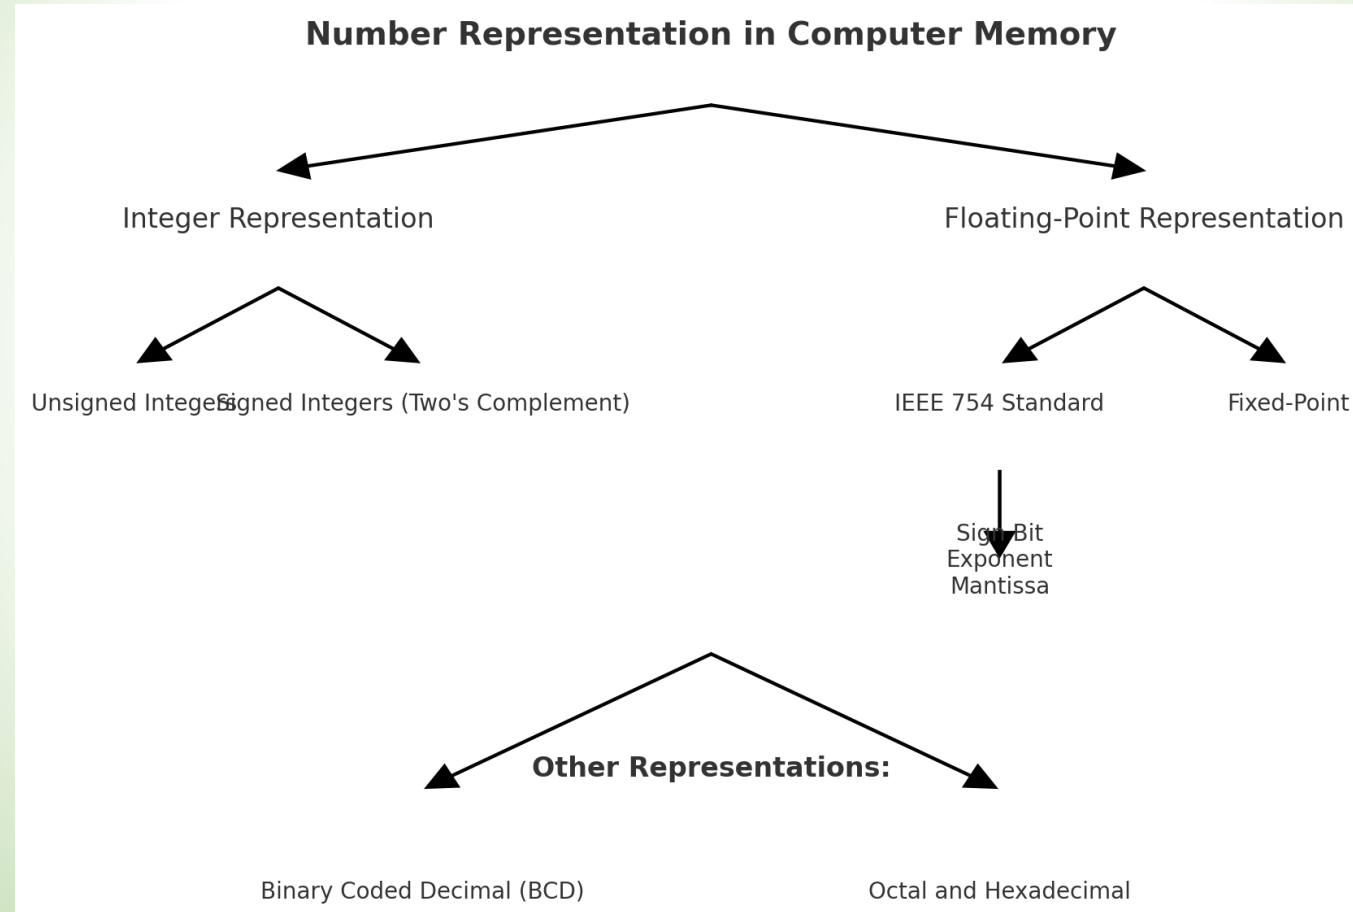 Number Representation in Computer Memory
Integer Representation
Floating-Point Representation
Unsigned Integers
Signed Integers (Two's Complement)
IEEE 754 Standard
Fixed-Point
Sign Bit
Exponent
Mantissa
Other Representations:
Binary Coded Decimal (BCD)
Octal and Hexadecimal